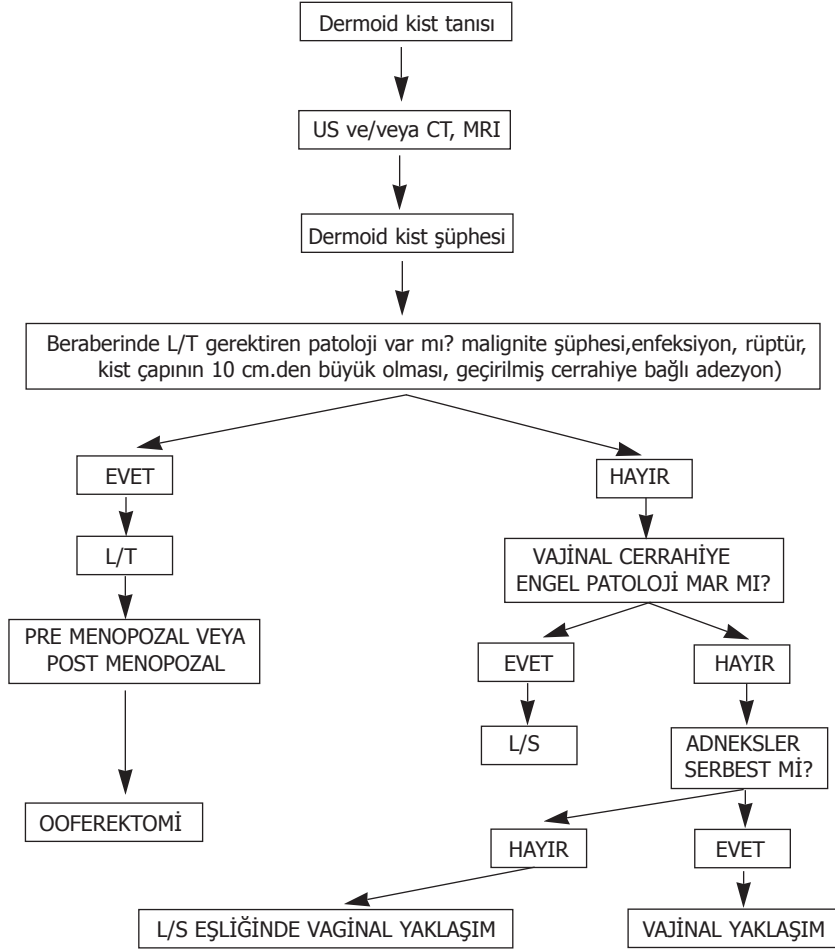 Dermoid kist tanısı
US ve/veya CT, MRI
Dermoid kist şüphesi
Beraberinde L/T gerektiren patoloji var mı? malignite şüphesi,enfeksiyon, rüptür,
kist çapının 10 cm.den büyük olması, geçirilmiş cerrahiye bağlı adezyon)
EVET
HAYIR
L/T
VAJİNAL CERRAHİYE
ENGEL PATOLOJİ MAR MI?
PRE MENOPOZAL VEYA
POST MENOPOZAL
EVET
HAYIR
L/S
ADNEKSLER
SERBEST Mİ?
OOFEREKTOMİ
HAYIR
EVET
L/S EŞLİĞİNDE VAGİNAL YAKLAŞIM
VAJİNAL YAKLAŞIM